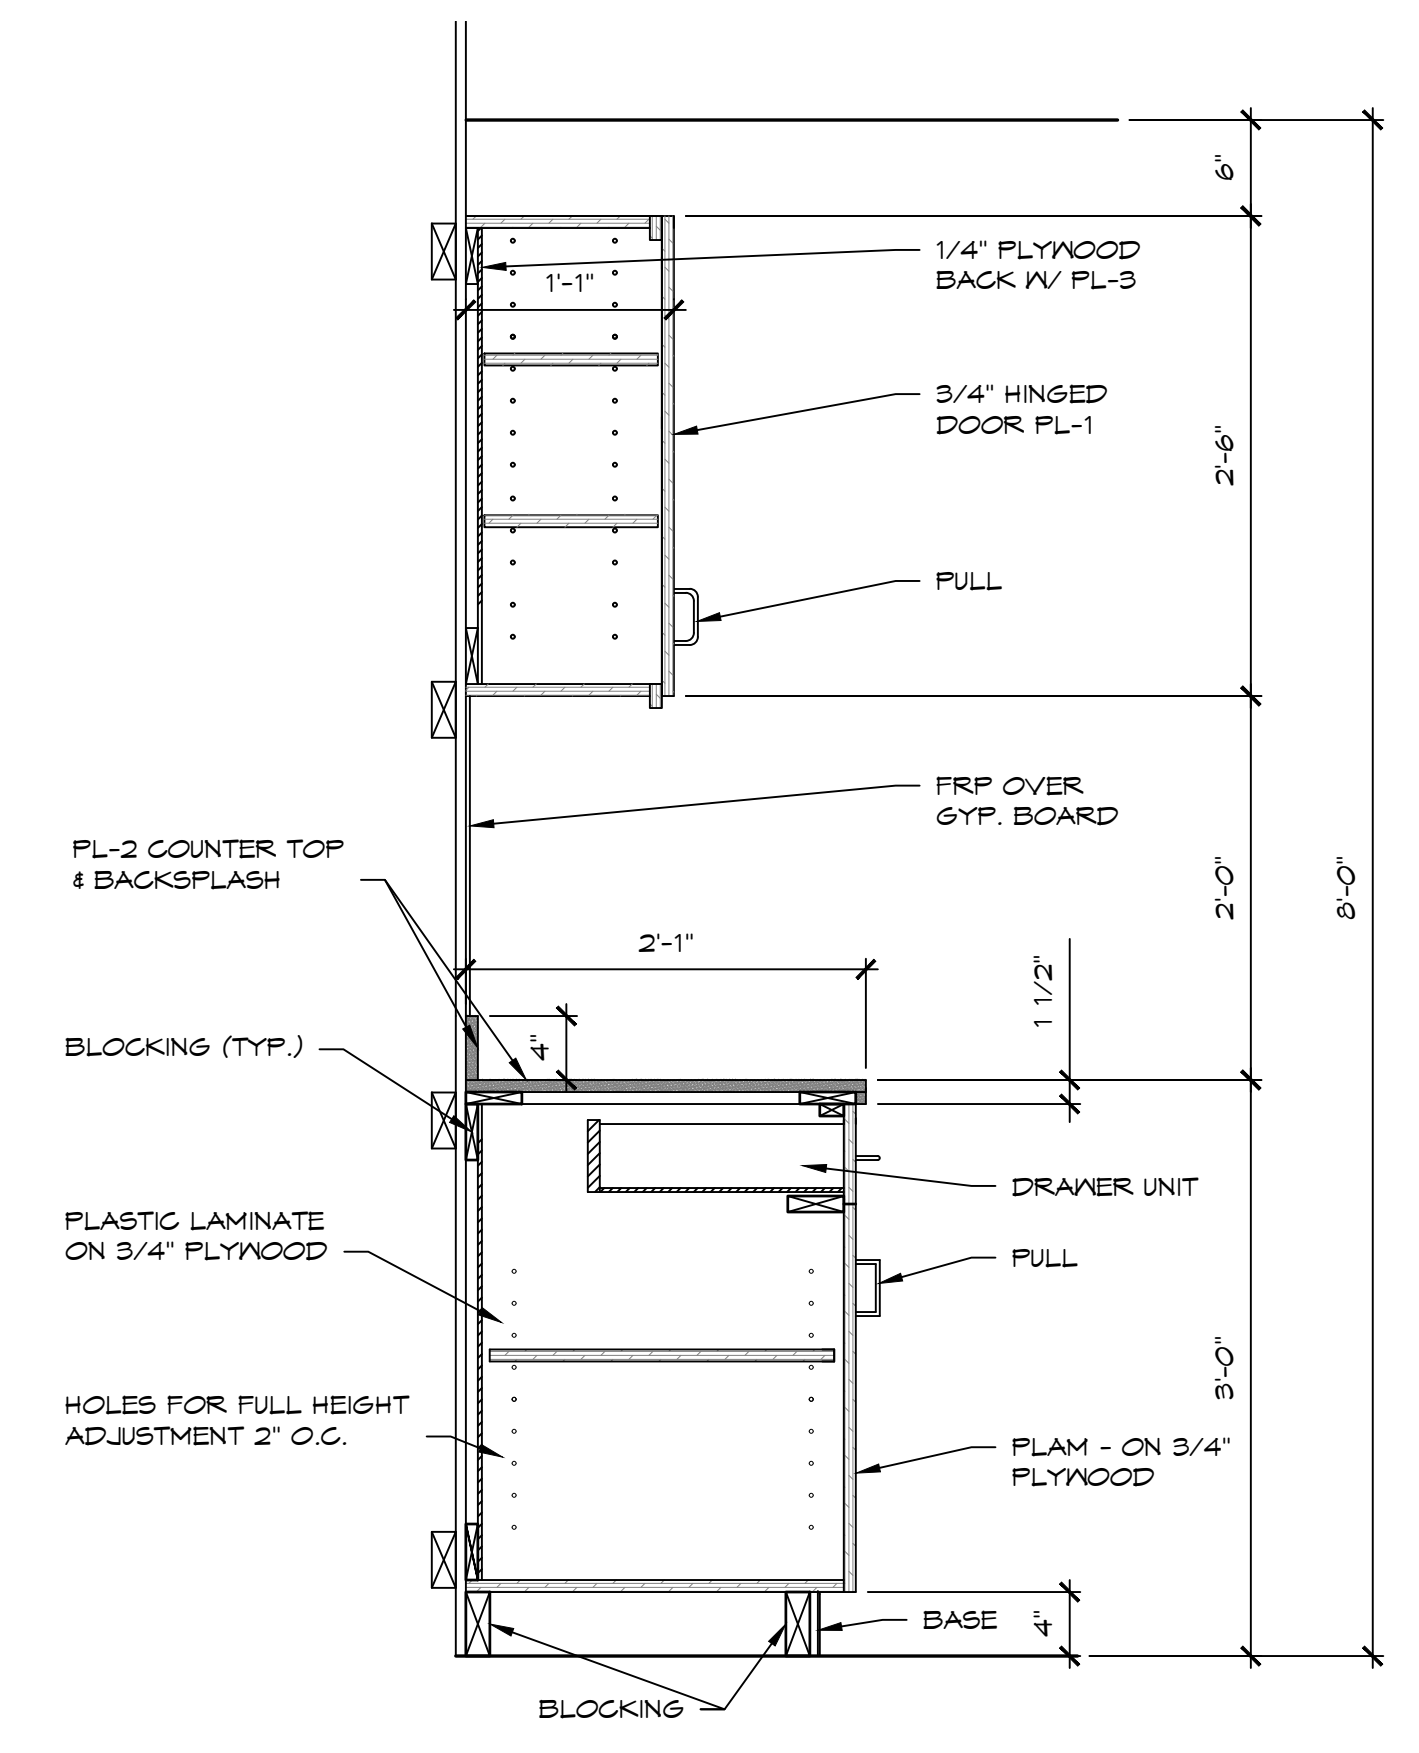 6"
1/4" PLYWOOD
BACK W/ PL-3
1'-1"
3/4" HINGED
DOOR PL-1
2'-6"
PULL
FRP OVER
GYP. BOARD
PL-2 COUNTER TOP
& BACKSPLASH
2'-0"
8'-0"
2'-1"
1 1/2"
BLOCKING (TYP.)
4"
DRAWER UNIT
PLASTIC LAMINATE
ON 3/4" PLYWOOD
PULL
3'-0"
HOLES FOR FULL HEIGHT
ADJUSTMENT 2" O.C.
PLAM - ON 3/4"
PLYWOOD
BASE
4"
BLOCKING